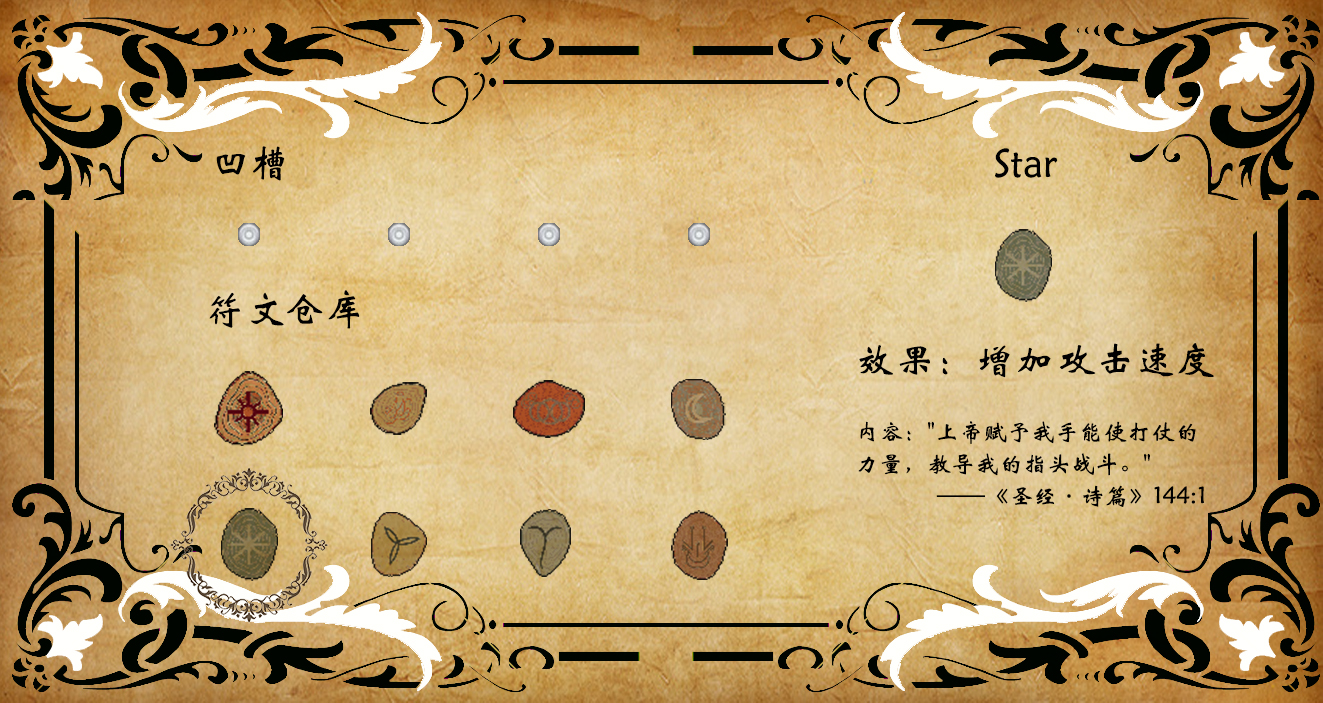 凹槽
符文仓库
Star
效果：增加攻击速度
内容："上帝赋予我手能使打仗的
力量，教导我的指头战斗。"
——《圣经·诗篇》144:1